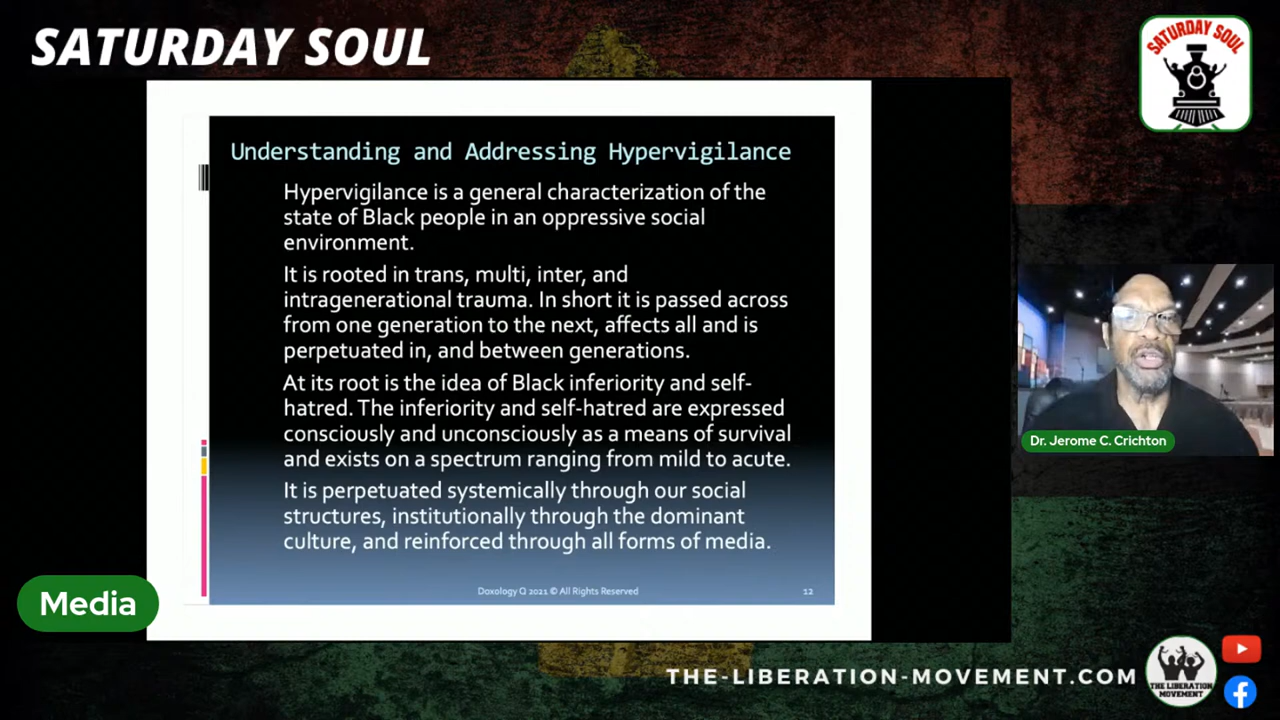 SATURDAY SOUL
SATURDAY SOUL
Understanding and Addressing Hypervigilance
Hypervigilance is a general characterization of the
state of Black people in an oppressive social
environment.
It is rooted in trans, multi, inter, and
intragenerational trauma. In short it is passed across
from one generation to the next, affects all and is
perpetuated in, and between generations.
At its root is the idea of Black inferiority and self-
hatred. The inferiority and self-hatred are expressed
consciously and unconsciously as a means of survival
and exists on a spectrum ranging from mild to acute.
It is perpetuated systemically through our social
structures, institutionally through the dominant
culture, and reinforced through all forms of media.
Doxology Q 2021 © All Rights Reserved
12
Dr. Jerome C. Crichton
Media
THE-LIBERATION-MOVEMENT.COM
THE LIBERATION
MOVEMENT